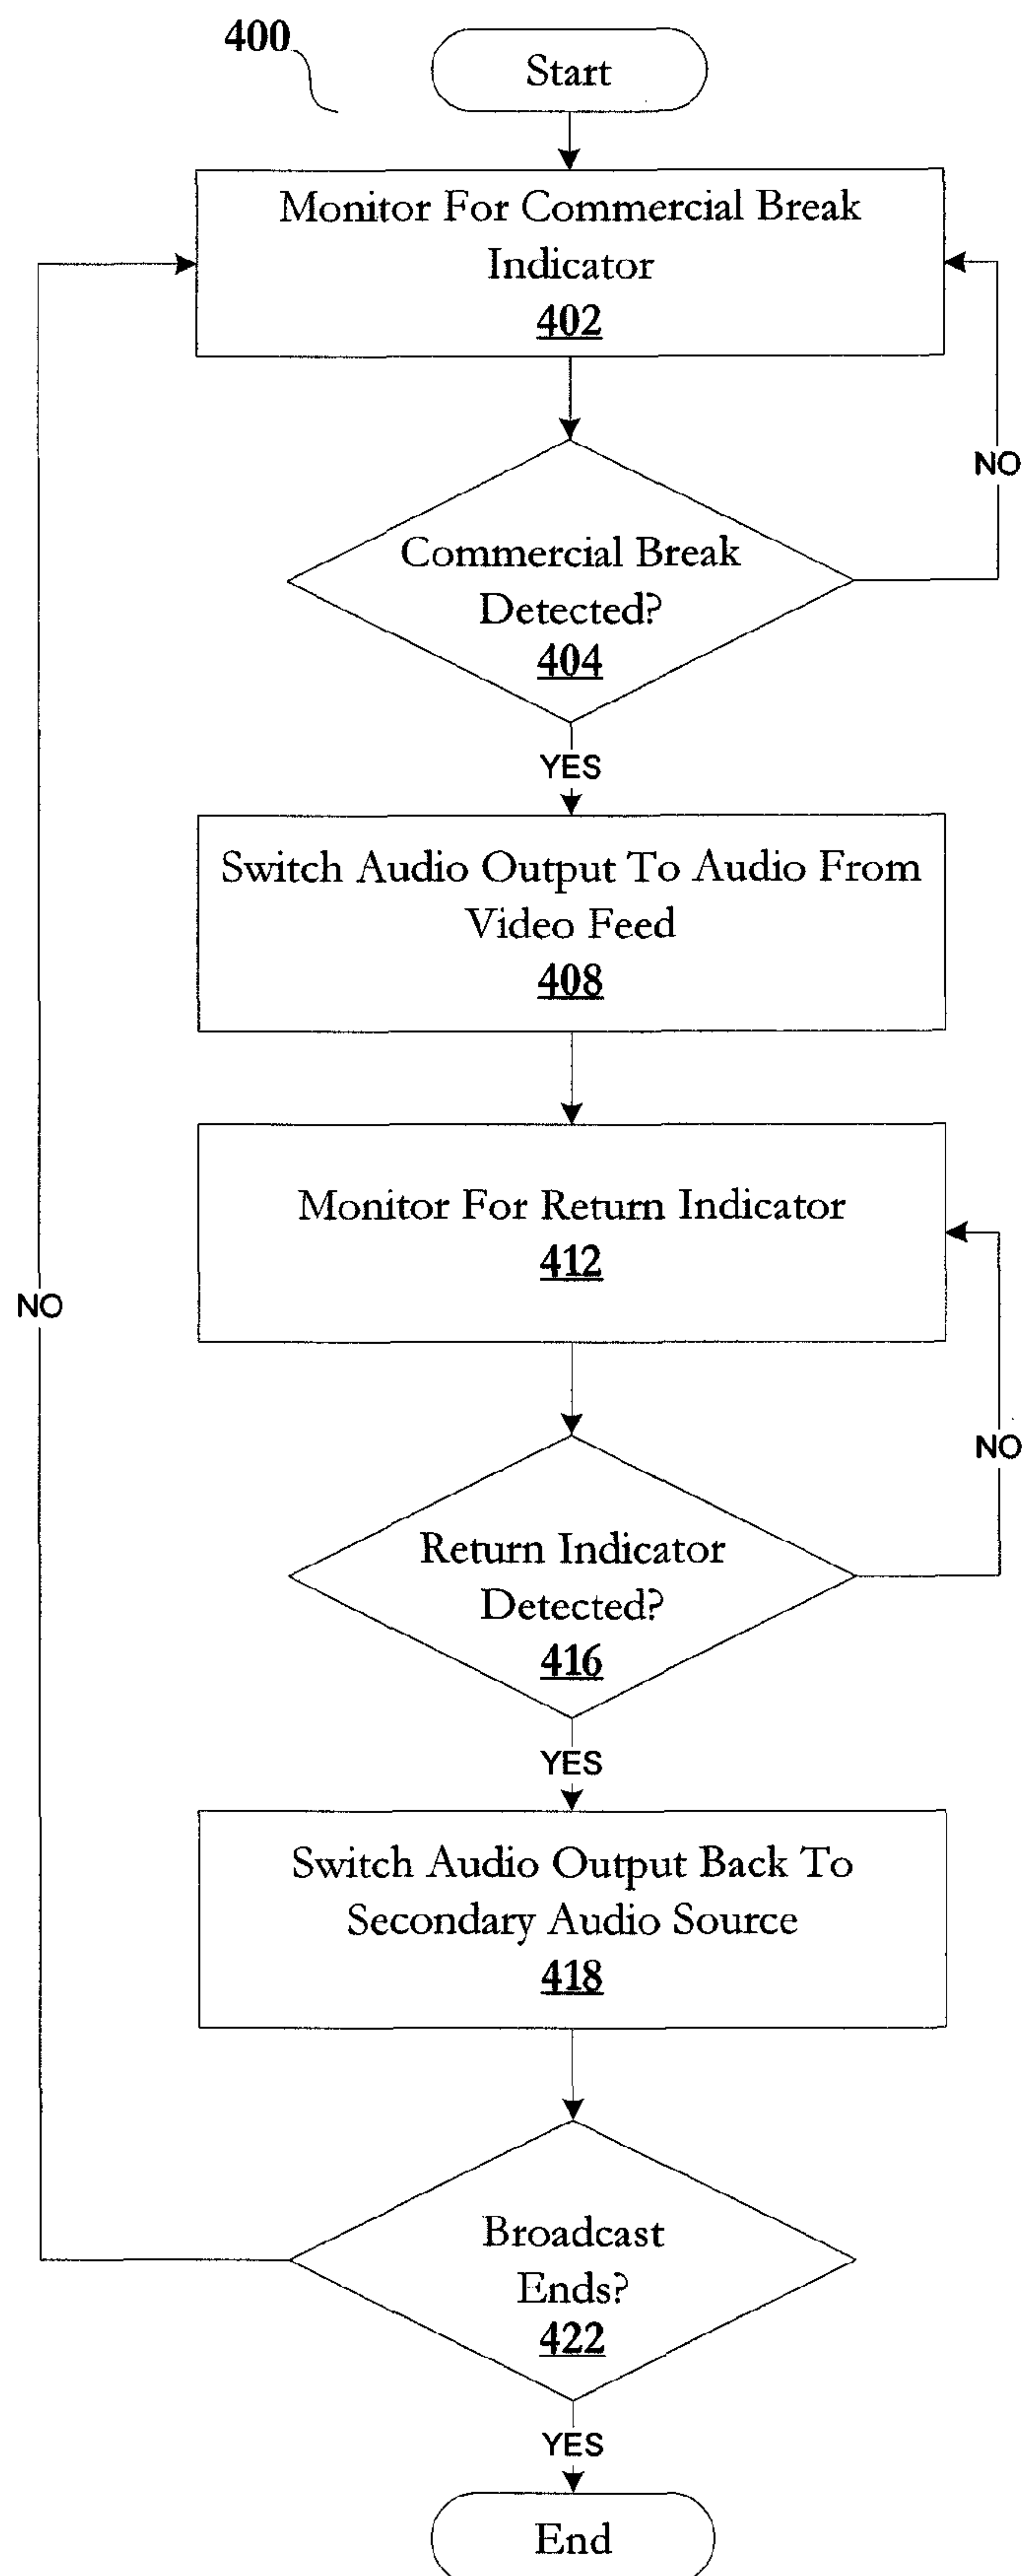 400
Start
Monitor For Commercial Break
Indicator
402
NO
Commercial Break
Detected?
404
YES
Switch Audio Output To Audio From
Video Feed
408
Monitor For Return Indicator
412
NO
NO
Return Indicator
Detected?
416
YES
Switch Audio Output Back To
Secondary Audio Source
418
Broadcast
Ends?
422
YES
End